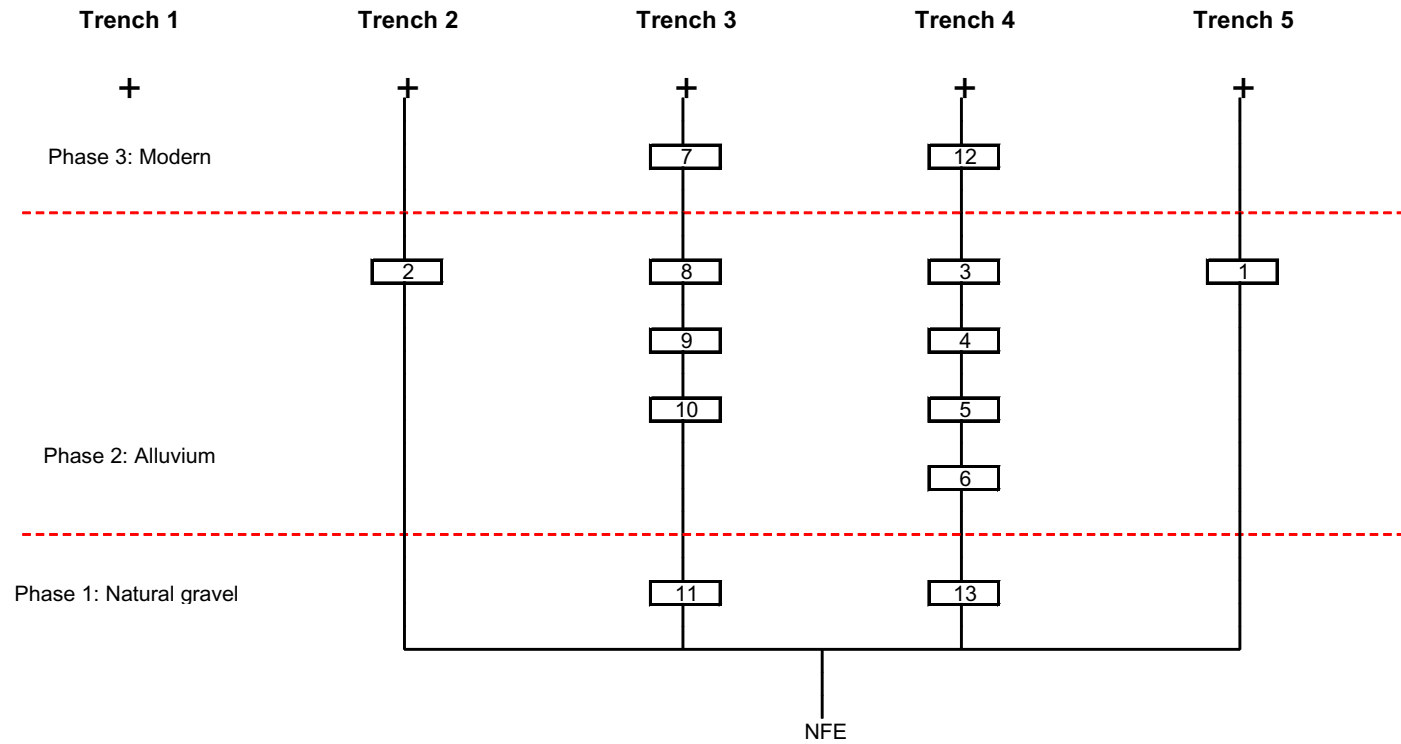 Trench 1 Trench 2 Trench 3 Trench 4 Trench 5
+ + + + +
Phase 3: Modern 7 12
2 8 3 1
9 4
10 5
Phase 2: Alluvium
6
Phase 1: Natural gravel 11 13
NFE